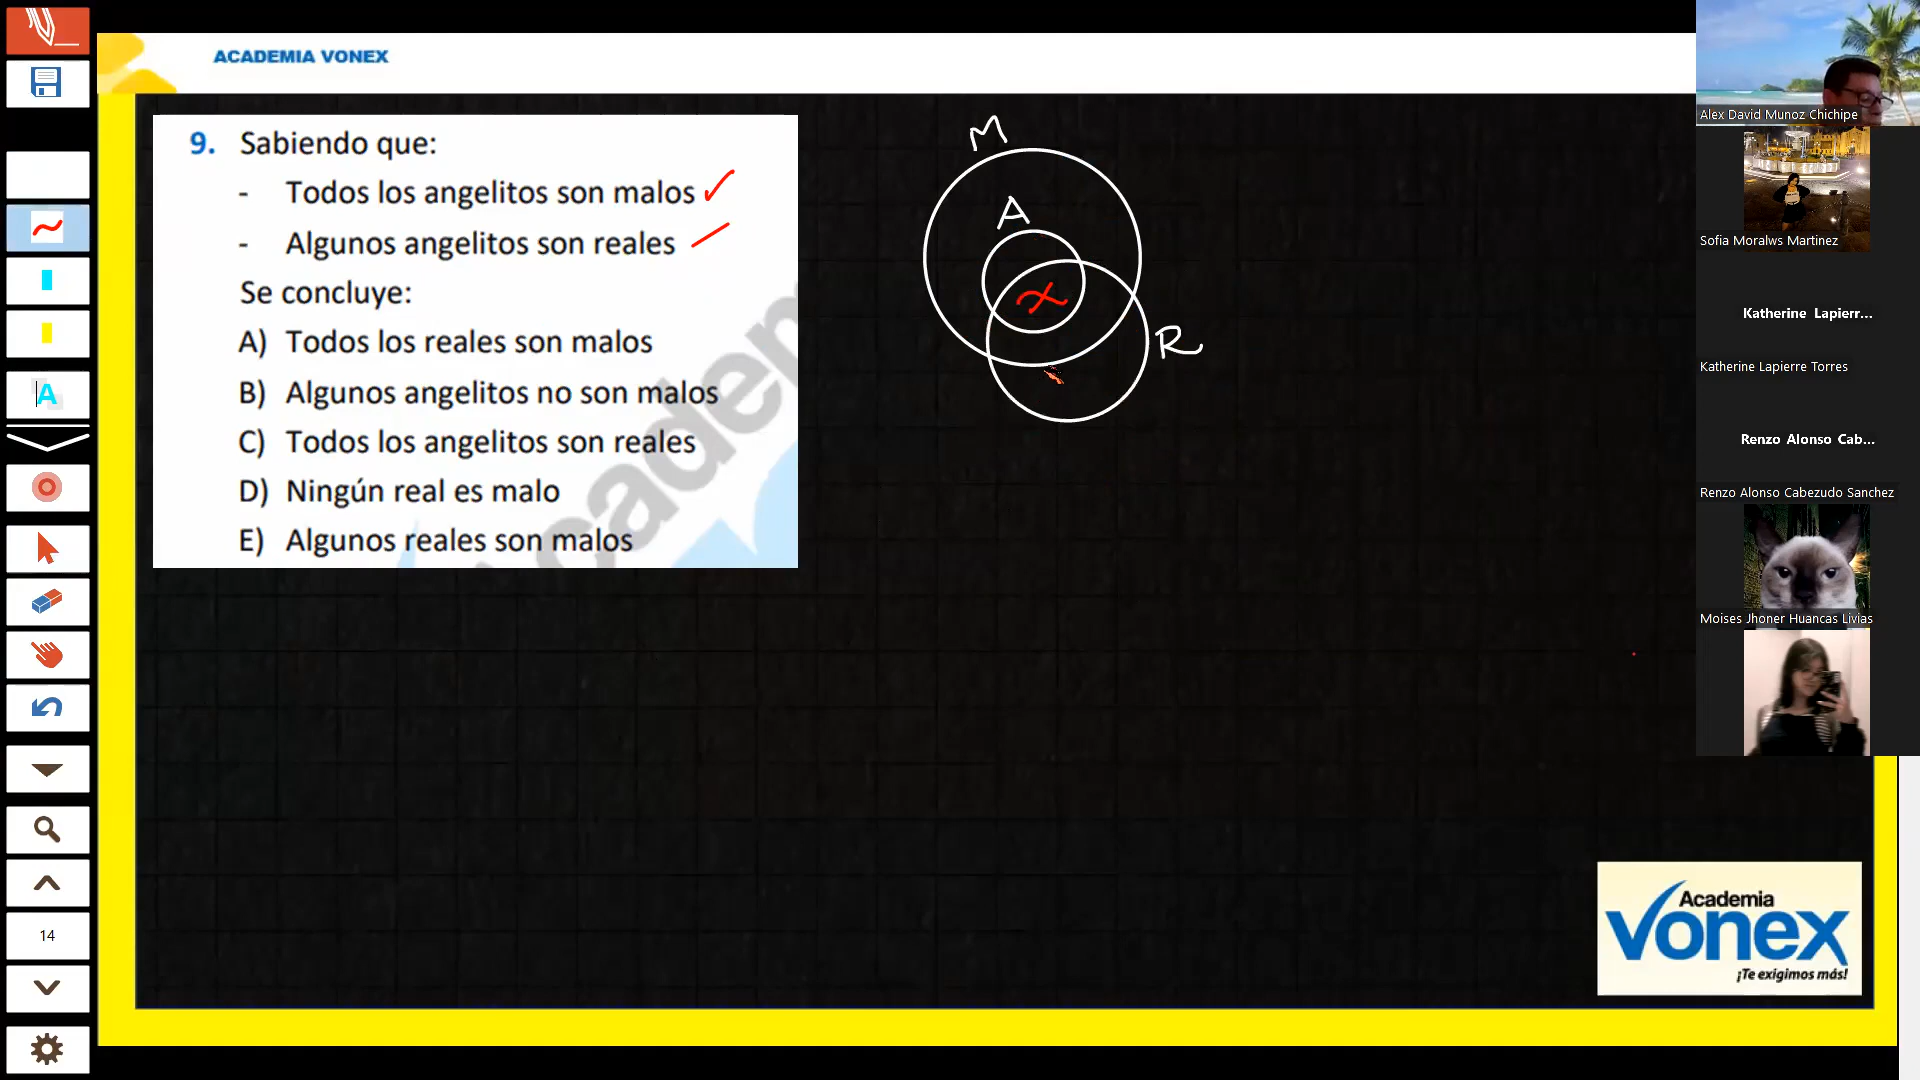 ACADEMIA VONEX
9. Sabiendo que:
- Todos los angelitos son malos
- Algunos angelitos son reales
Se concluye:
A) Todos los reales son malos
B) Algunos angelitos no son malos
C) Todos los angelitos son reales
D) Ningún real es malo
E) Algunos reales son malos
M
A
x
R
Alex David Munoz Chichipe
Sofia Moralws Martinez
Katherine Lapierr...
Katherine Lapierre Torres
Renzo Alonso Cab...
Renzo Alonso Cabezudo Sanchez
Moises Jhoner Huancas Livias
A
14
Academia
Vonex
¡Te exigimos más!